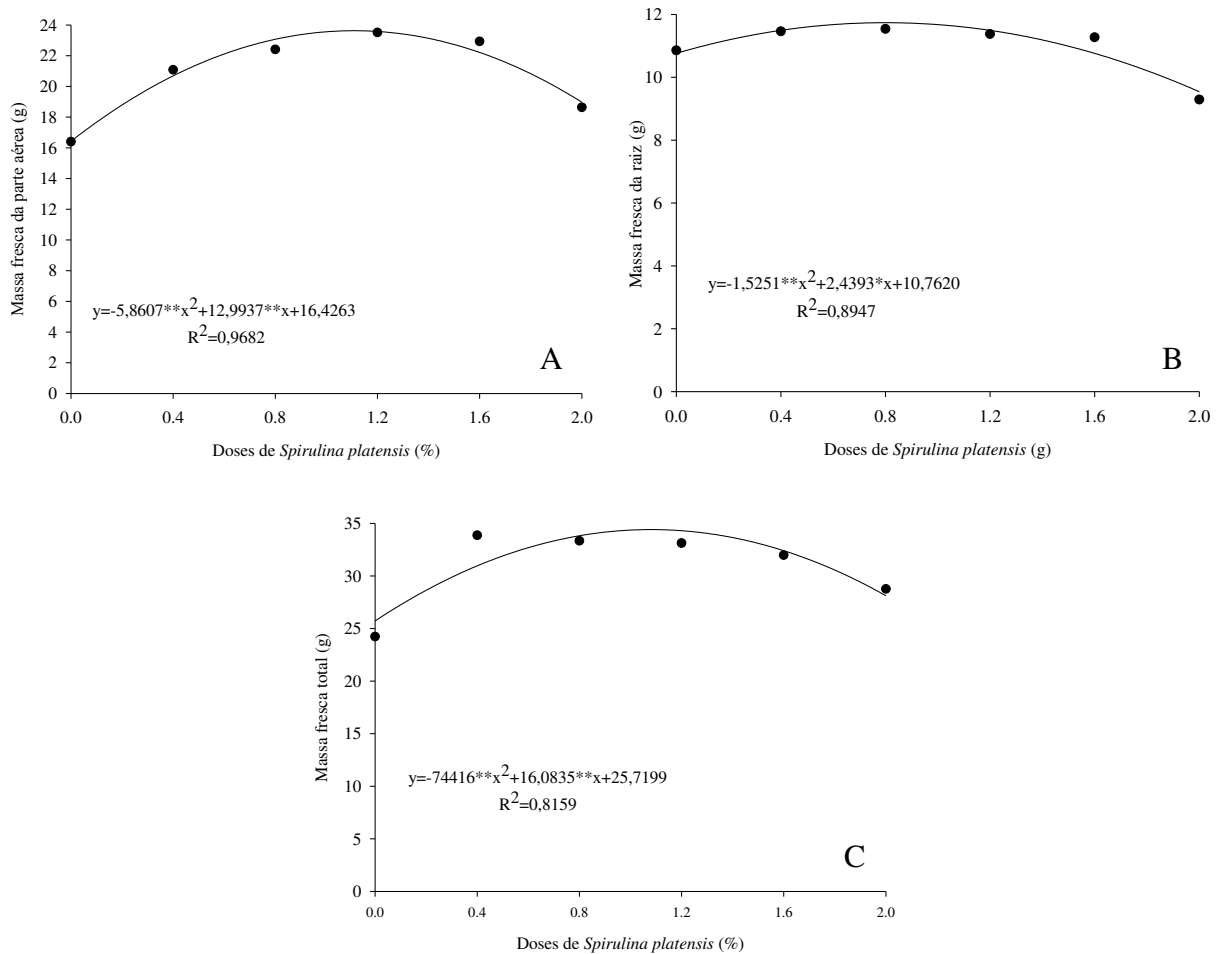 Massa fresca da parte aérea (g)
24
22
20
18
16
14
12
10
8
6
4
2
0
y=-5,8607**x²+12,9937**x+16,4263
R²=0,9682
A
0.0 0.4 0.8 1.2 1.6 2.0
Doses de Spirulina platensis (%)
Massa fresca da raiz (g)
12
10
8
6
4
2
0
y=-1,5251**x²+2,4393*x+10,7620
R²=0,8947
B
0.0 0.4 0.8 1.2 1.6 2.0
Doses de Spirulina platensis (g)
Massa fresca total (g)
35
30
25
20
15
10
5
0
y=-74416**x²+16,0835**x+25,7199
R²=0,8159
C
0.0 0.4 0.8 1.2 1.6 2.0
Doses de Spirulina platensis (%)